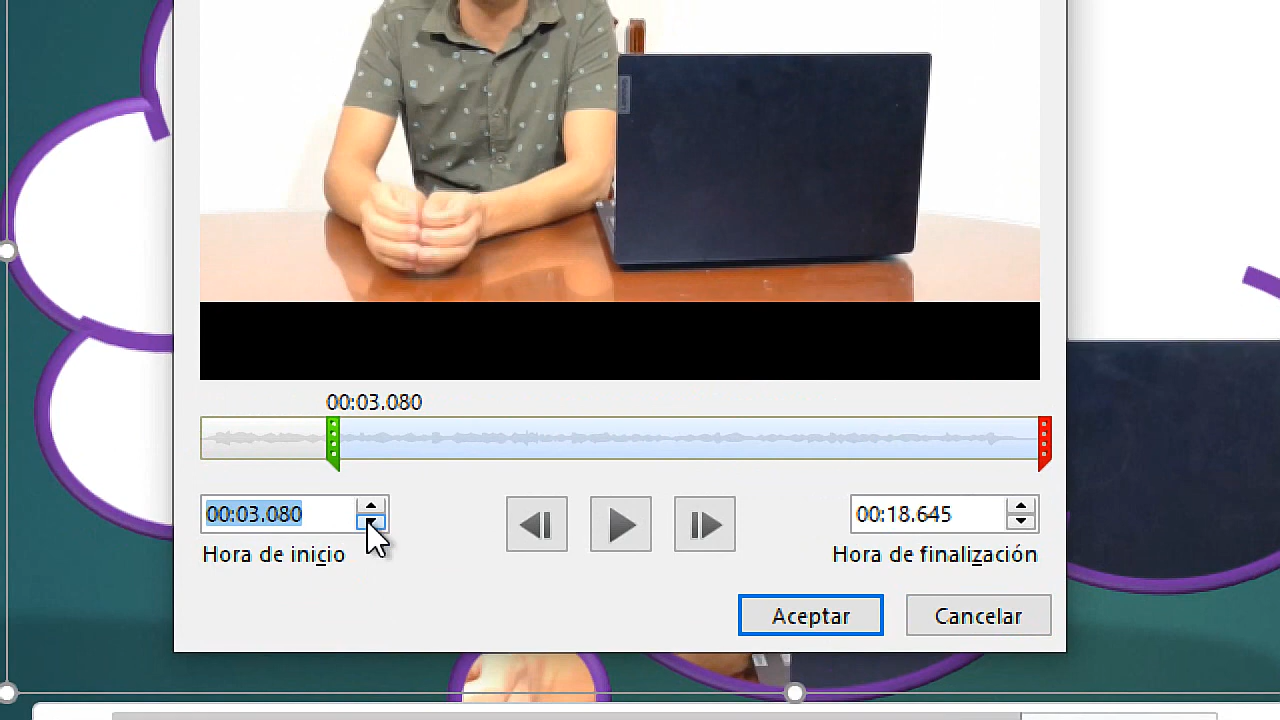 00:03.080
00:03.080
00:18.645
Hora de inicio
Hora de finalización
Aceptar
Cancelar